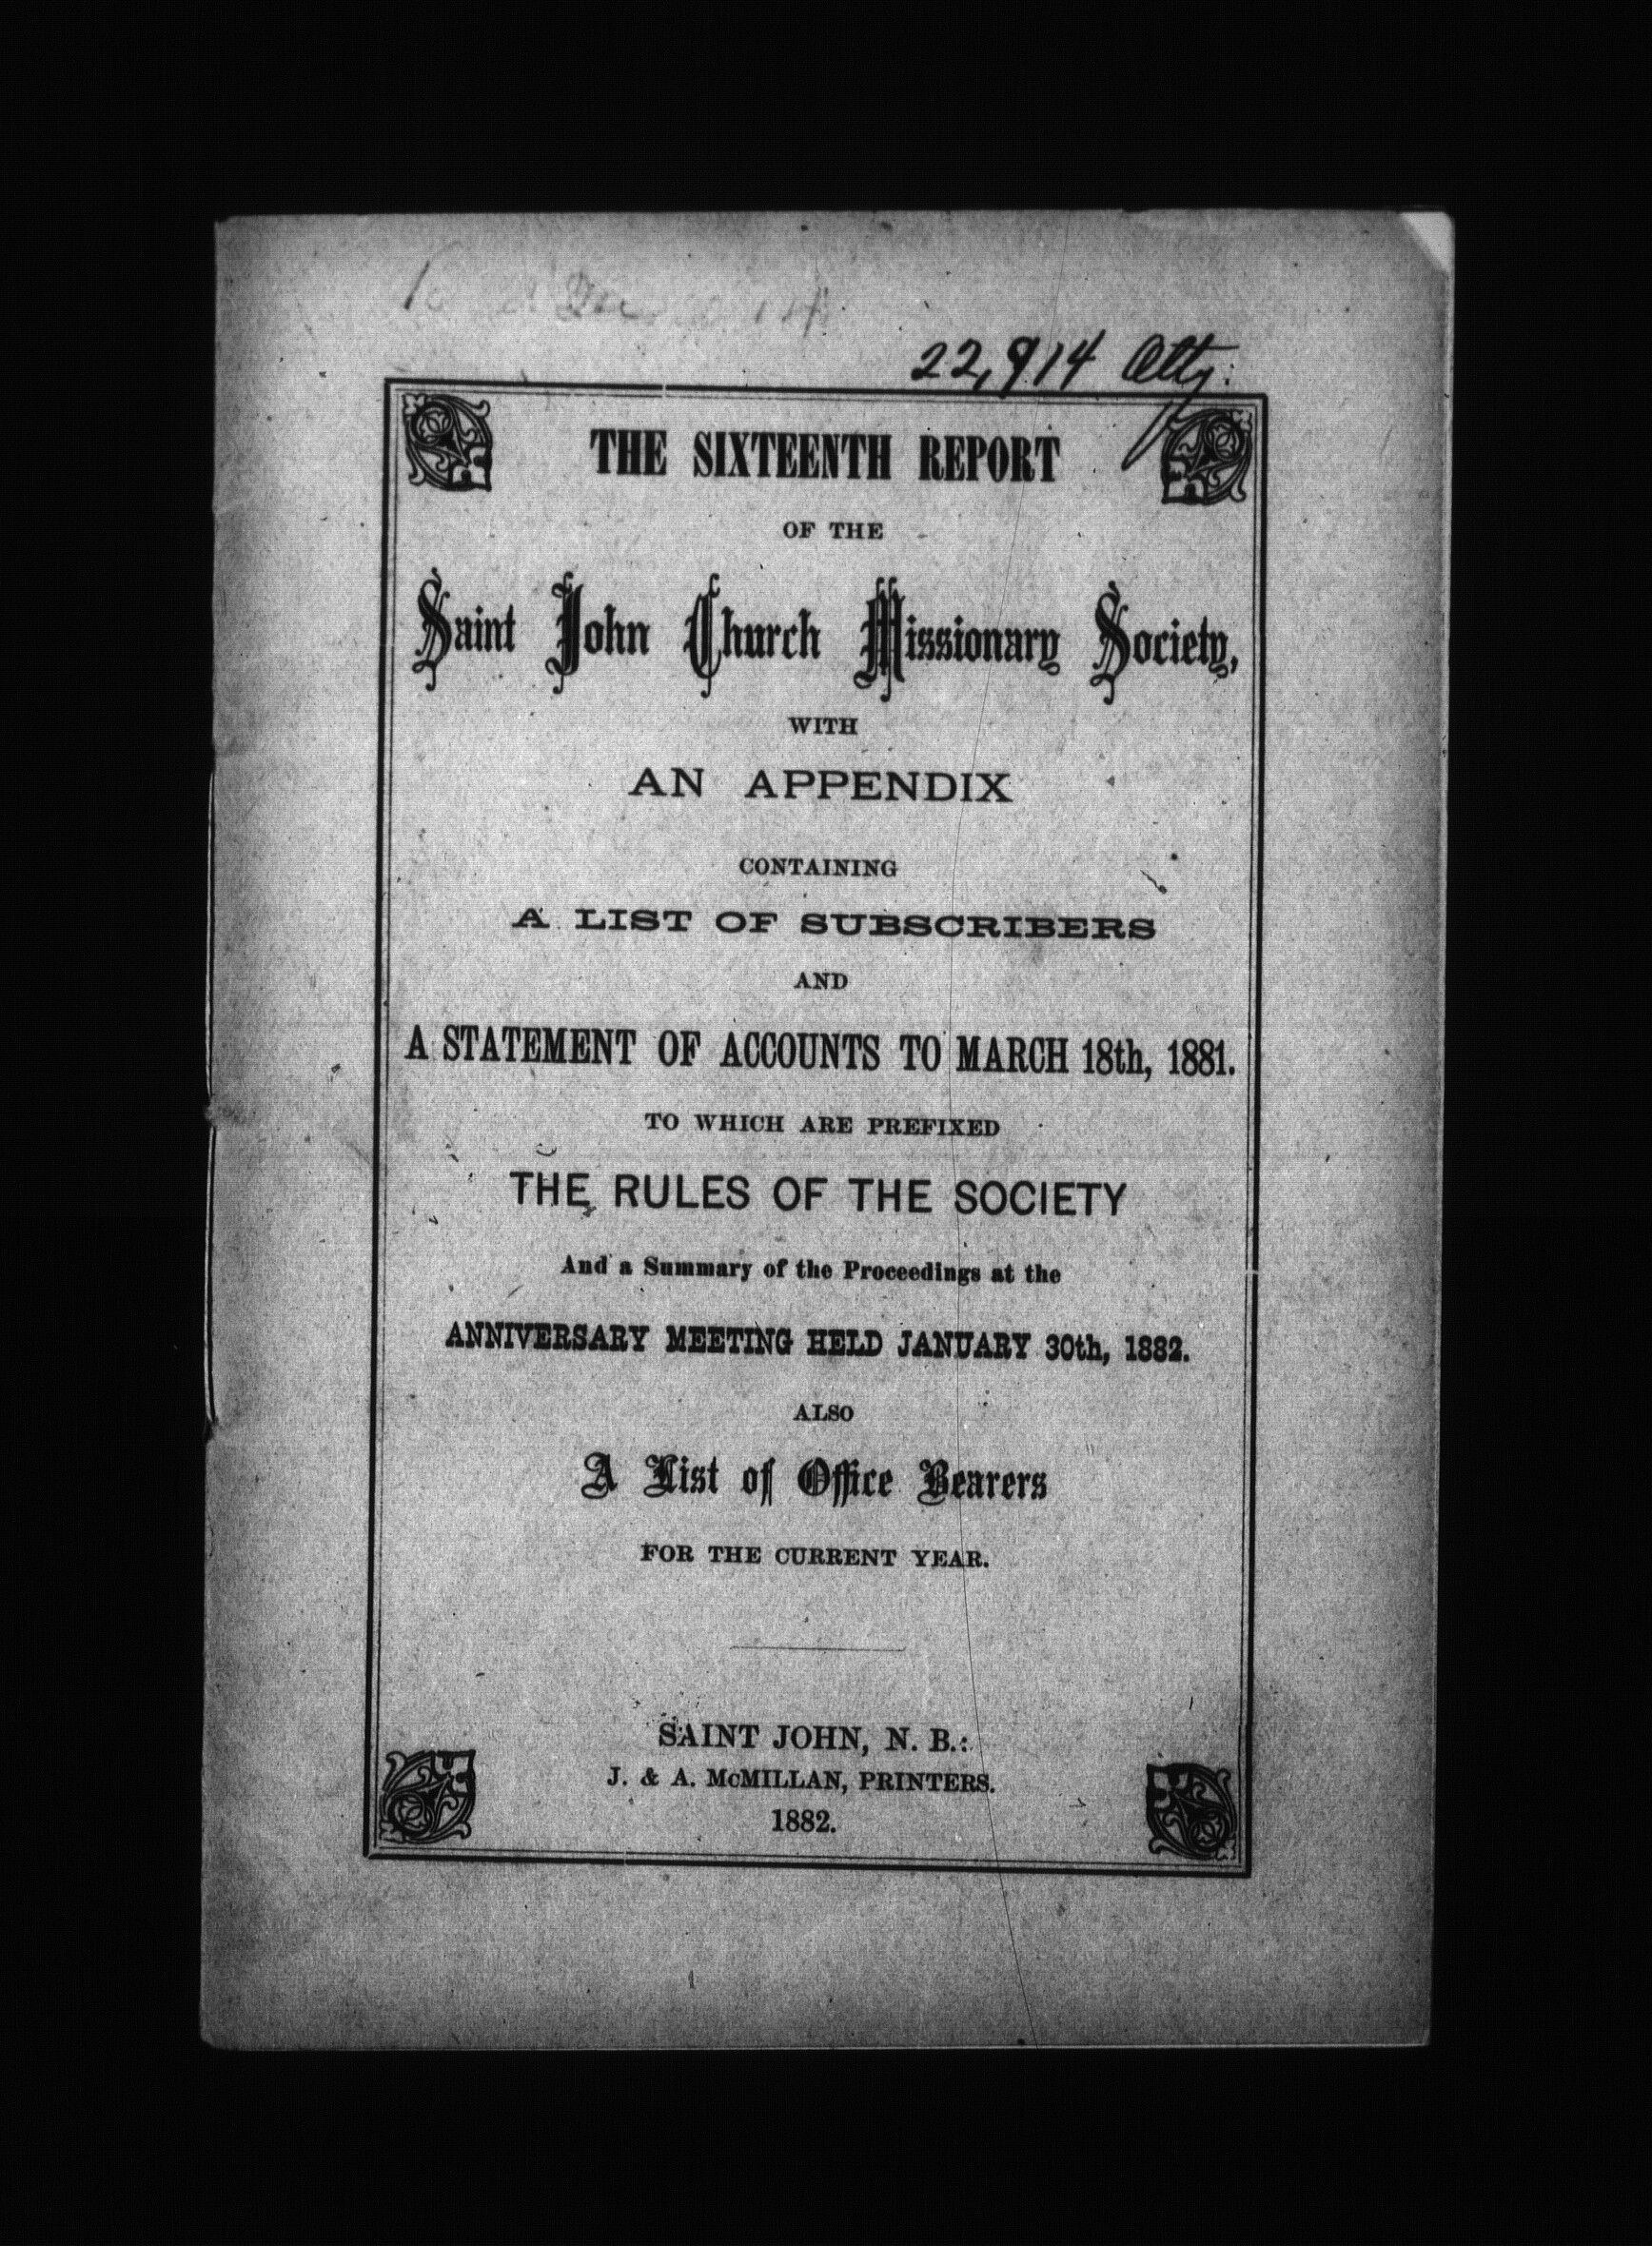 22,914 Atty.
THE SIXTEENTH REPORT
OF THE
Saint John Church Missionary Society,
WITH
AN APPENDIX
CONTAINING
A LIST OF SUBSCRIBERS
AND
A STATEMENT OF ACCOUNTS TO MARCH 18th, 1881.
TO WHICH ARE PREFIXED
THE RULES OF THE SOCIETY
And a Summary of the Proceedings at the
ANNIVERSARY MEETING HELD JANUARY 30th, 1882.
ALSO
A List of Office Bearers
FOR THE CURRENT YEAR.
SAINT JOHN, N. B.:
J. & A. McMILLAN, PRINTERS.
1882.